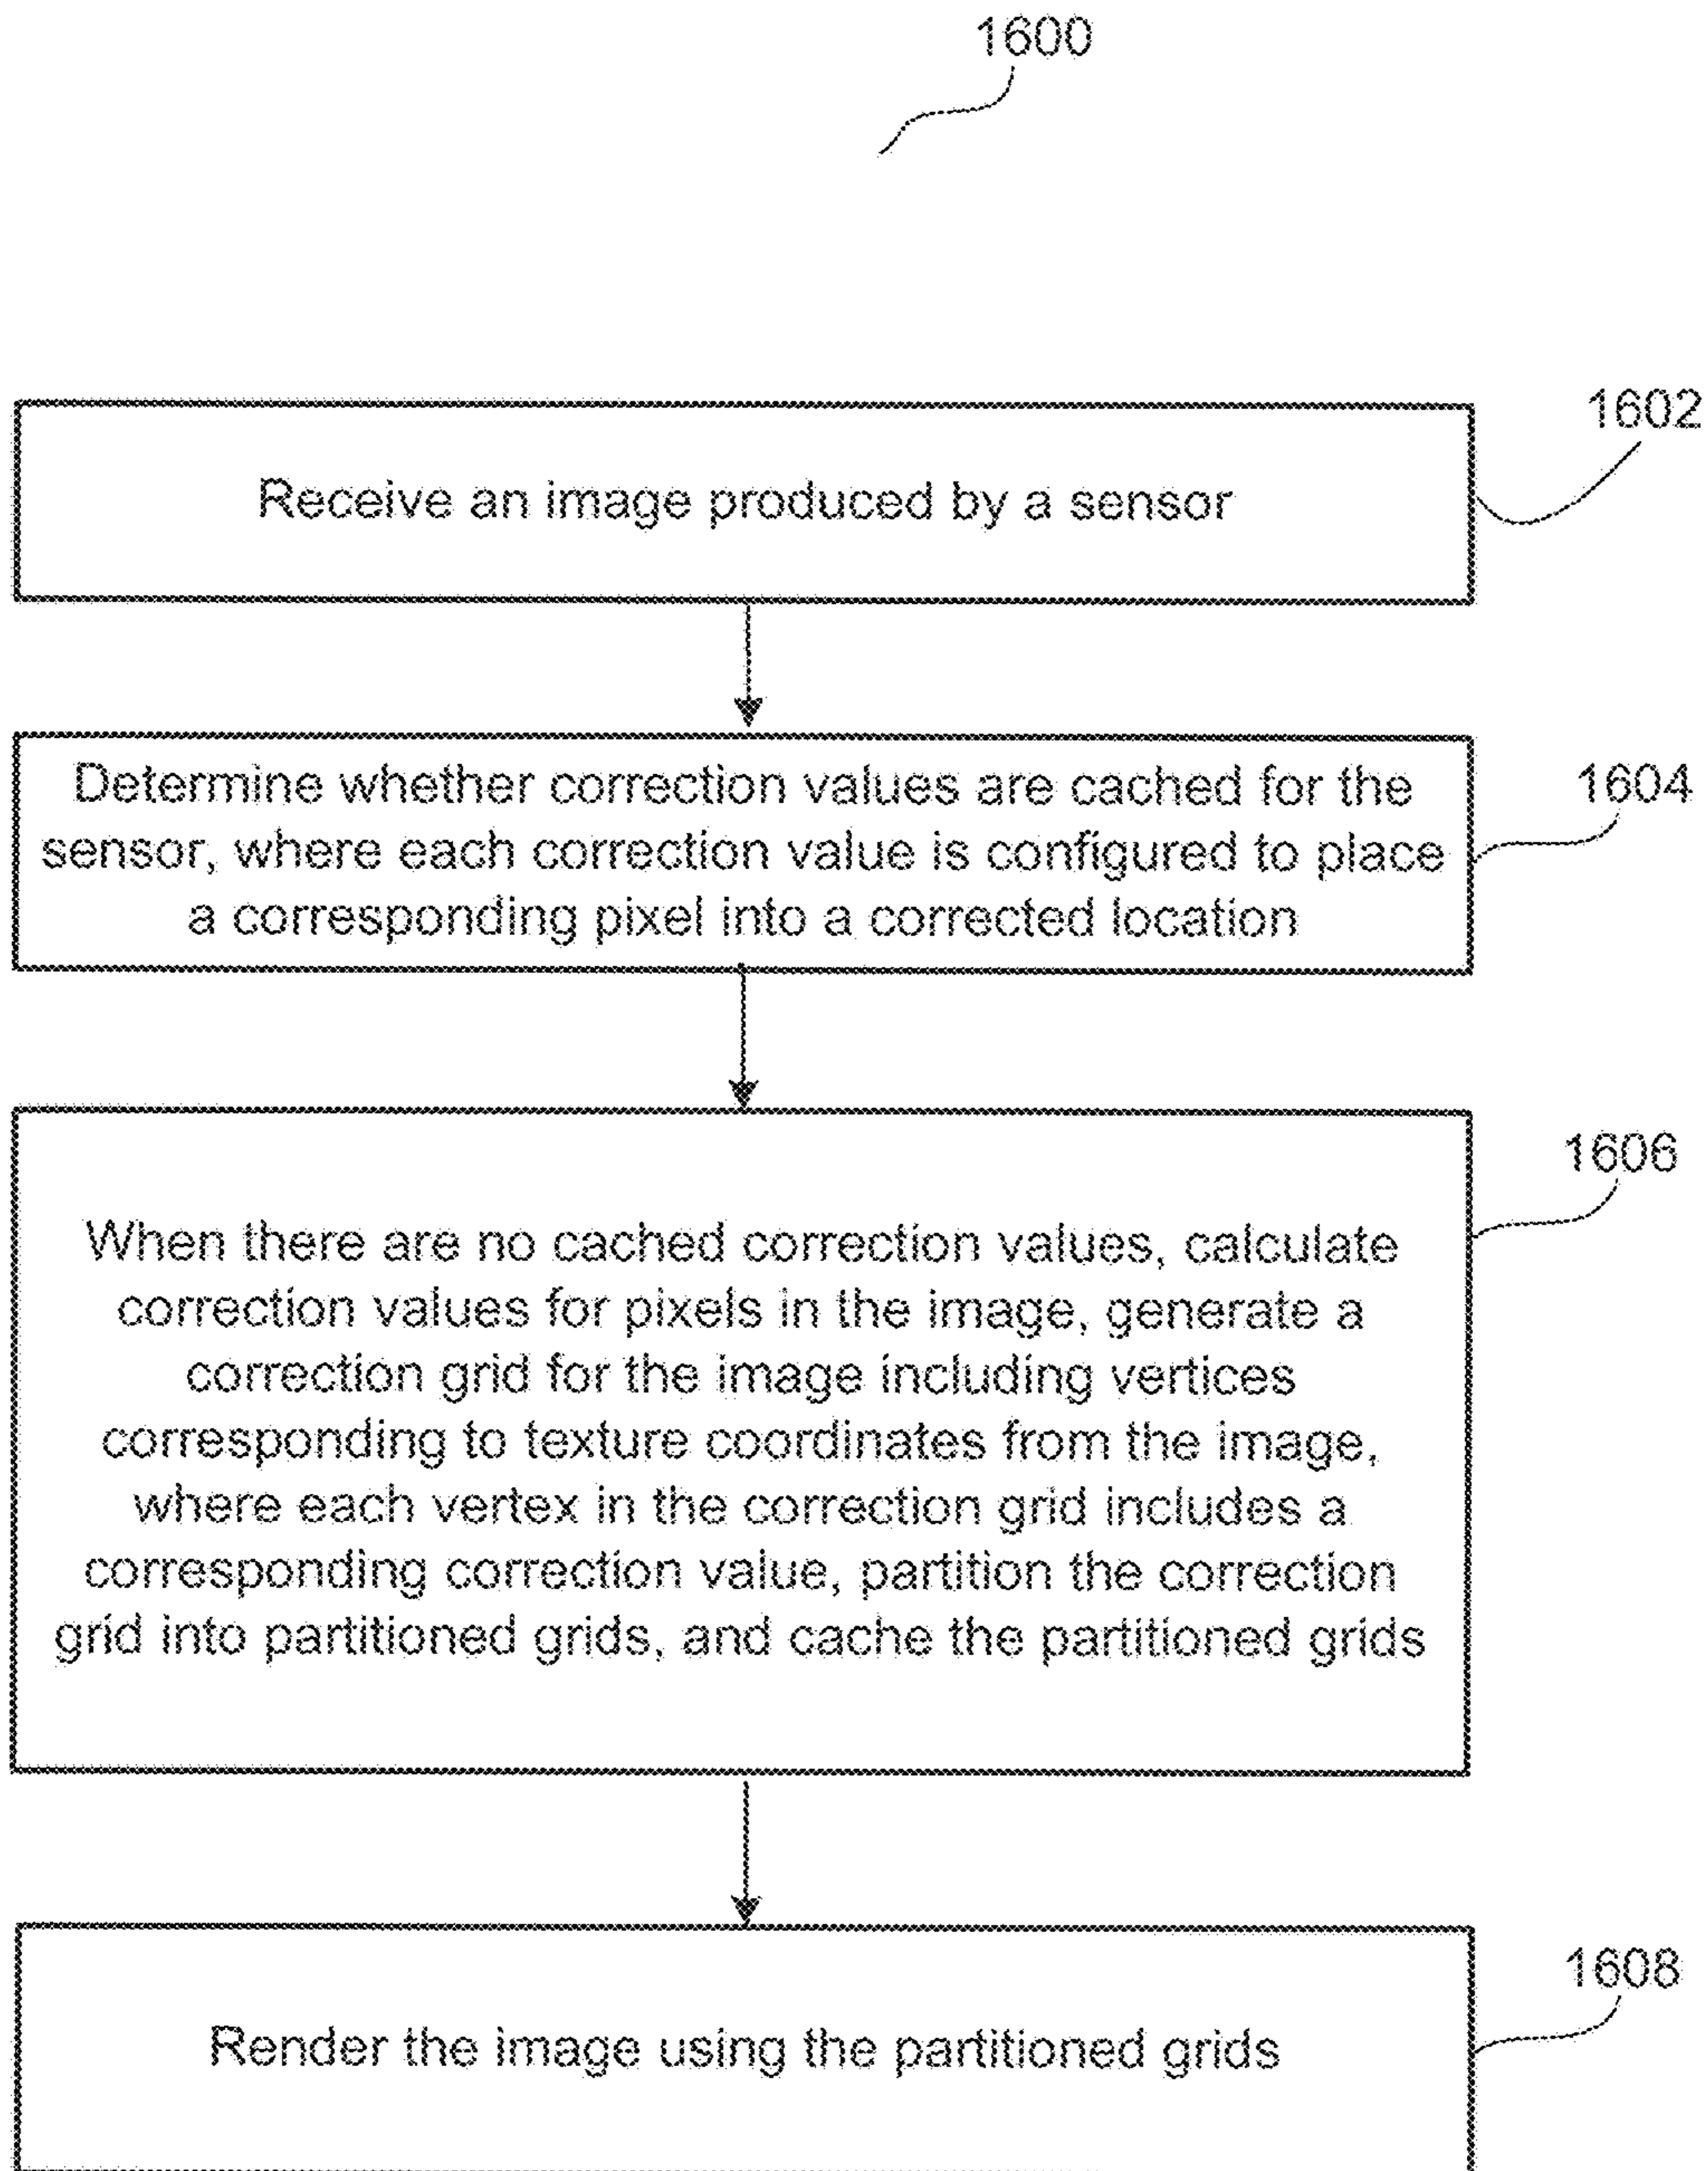 1600
1602
Receive an image produced by a sensor
Determine whether correction values are cached for the
1604
sensor, where each correction value is configured to place
a corresponding pixel into a corrected location
1606
When there are no cached correction values, calculate
correction values for pixels in the image, generate a
correction grid for the image including vertices
corresponding to texture coordinates from the image,
where each vertex in the correction grid includes a
corresponding correction value, partition the correction
grid into partitioned grids, and cache the partitioned grids
1608
Render the image using the partitioned grids